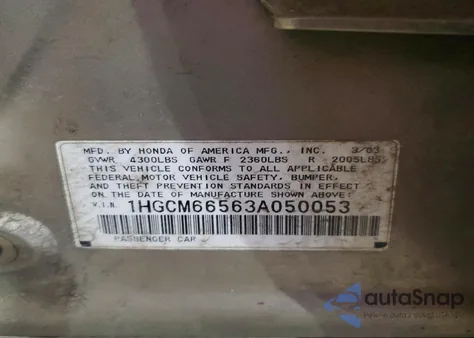 MFD. BY HONDA OF AMERICA MFG., INC. 3/03
GVWR 4300LBS GAWR F 2360LBS R 2005LBS
THIS VEHICLE CONFORMS TO ALL APPLICABLE
FEDERAL MOTOR VEHICLE SAFETY, BUMPER,
AND THEFT PREVENTION STANDARDS IN EFFECT
ON THE DATE OF MANUFACTURE SHOWN ABOVE.
V.I.N. 1HGCM66563A050053
PASSENGER CAR
autoSnap